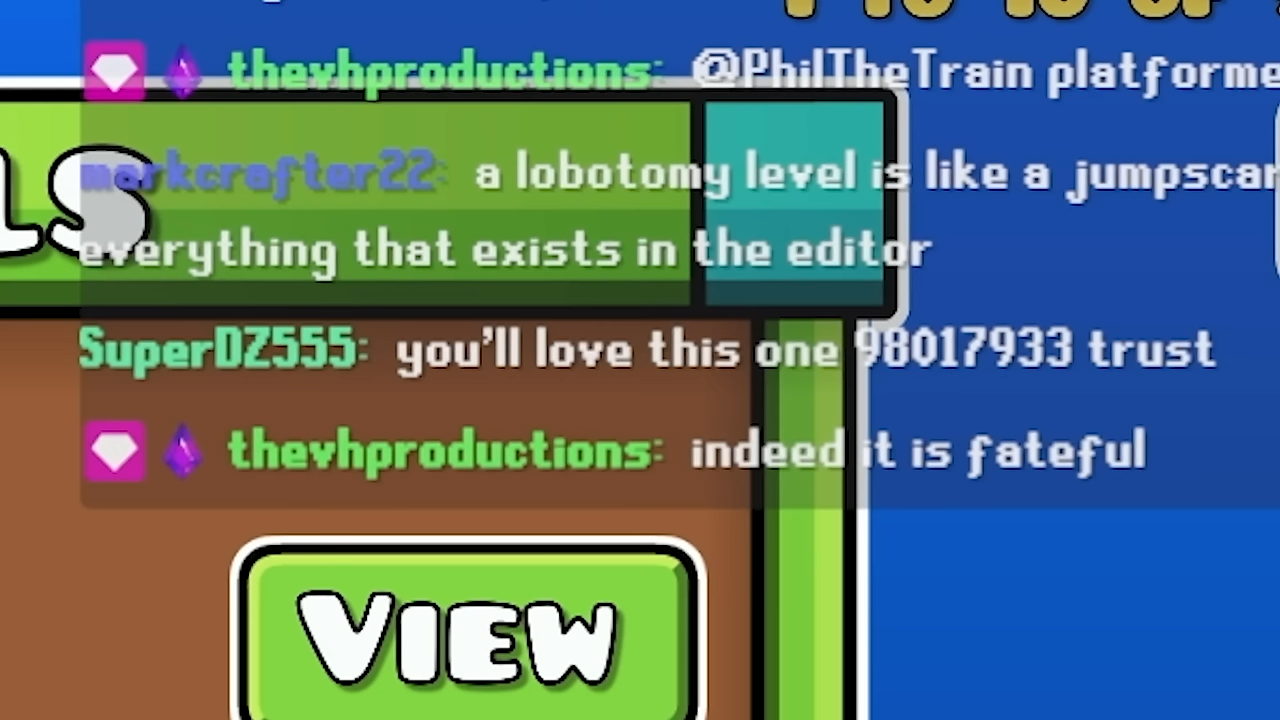 thevhproductions: @PhilTheTrain platforme
LS
markcrafter22: a lobotomy level is like a jumpscar
everything that exists in the editor
SuperDZ555: you'll love this one 98017933 trust
thevhproductions: indeed it is fateful
VIEW